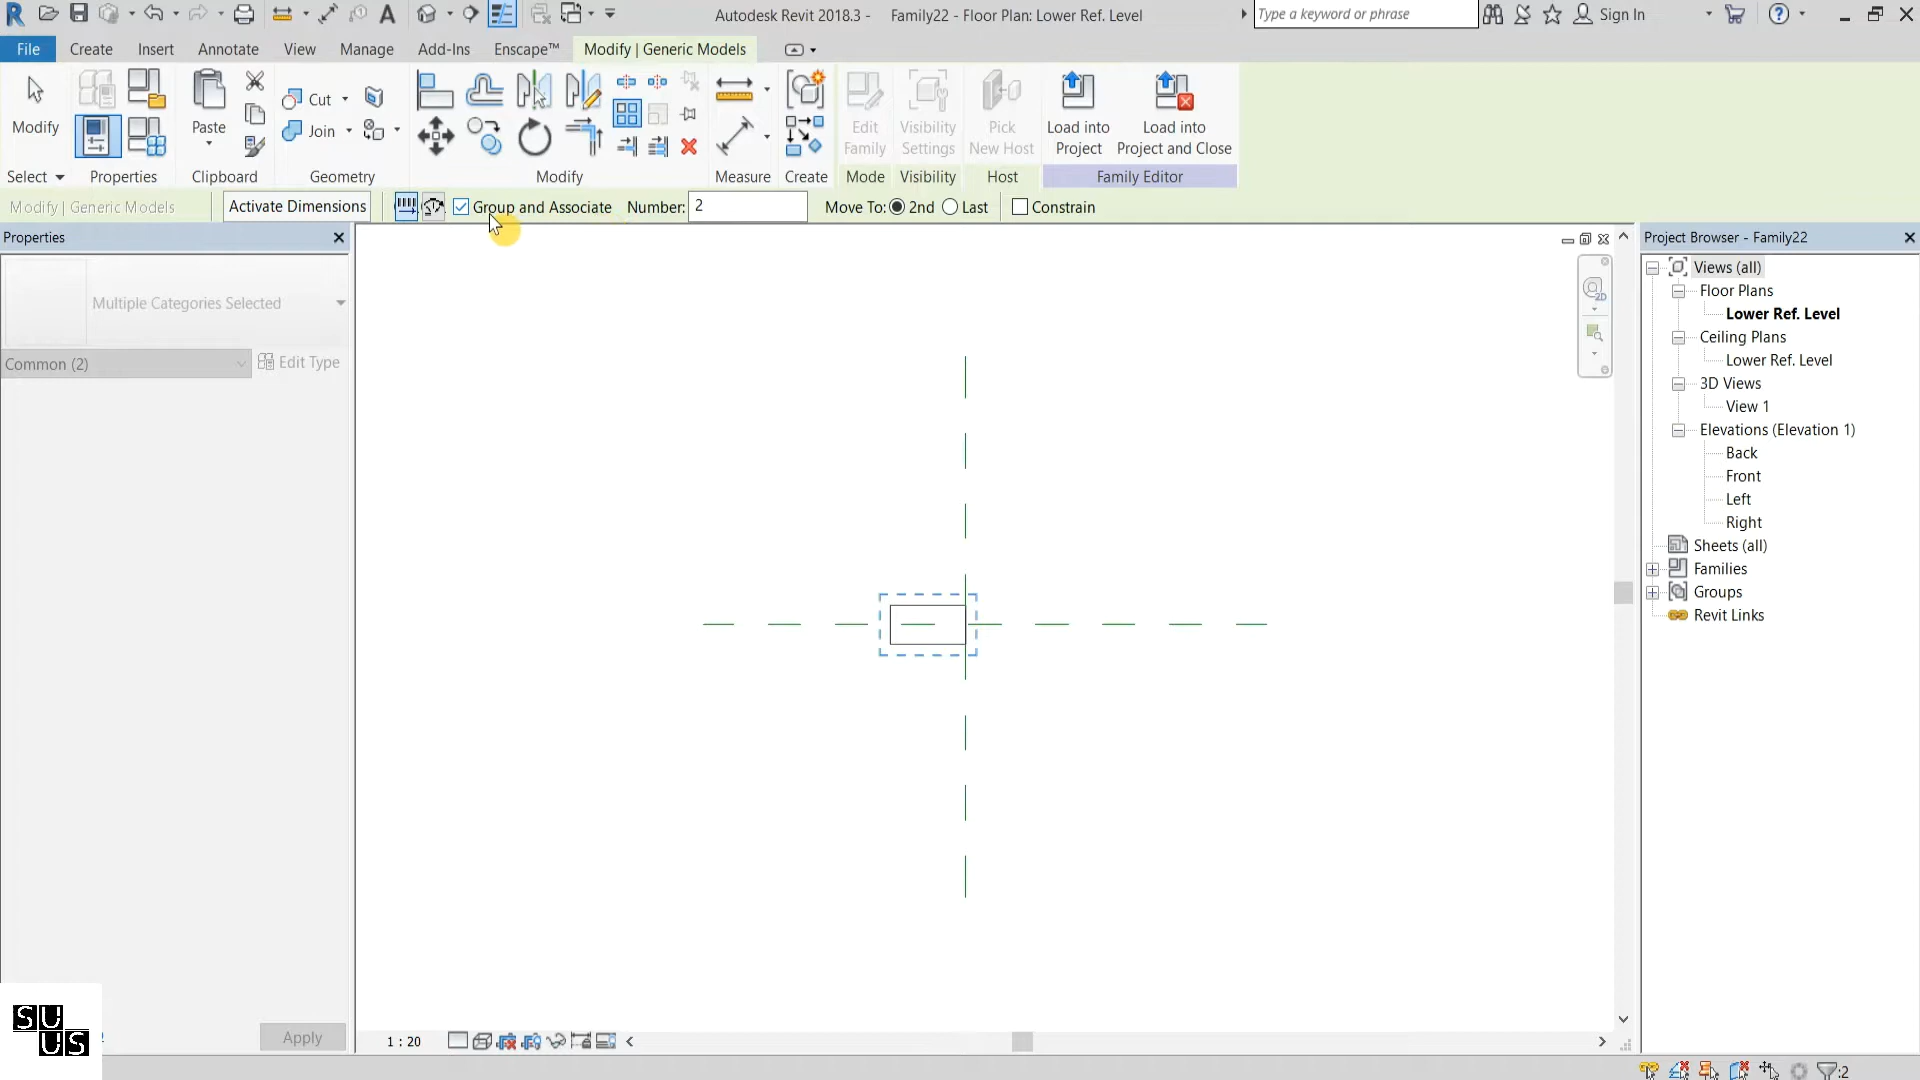 Autodesk Revit 2018.3 - Family22 - Floor Plan: Lower Ref. Level
Type a keyword or phrase
Sign In
File Create Insert Annotate View Manage Add-Ins Enscape™ Modify | Generic Models
Modify
Paste
Cut
Join
Edit Family
Visibility Settings
Pick New Host
Load into Project
Load into Project and Close
Select Properties Clipboard Geometry Modify Measure Create Mode Visibility Host Family Editor
Modify | Generic Models Activate Dimensions Group and Associate Number: 2 Move To: 2nd Last Constrain
Properties
Multiple Categories Selected
Common (2) Edit Type
Apply
SU
US
2D
1 : 20
Project Browser - Family22
Views (all)
Floor Plans
Lower Ref. Level
Ceiling Plans
Lower Ref. Level
3D Views
View 1
Elevations (Elevation 1)
Back
Front
Left
Right
Sheets (all)
Families
Groups
Revit Links
:2